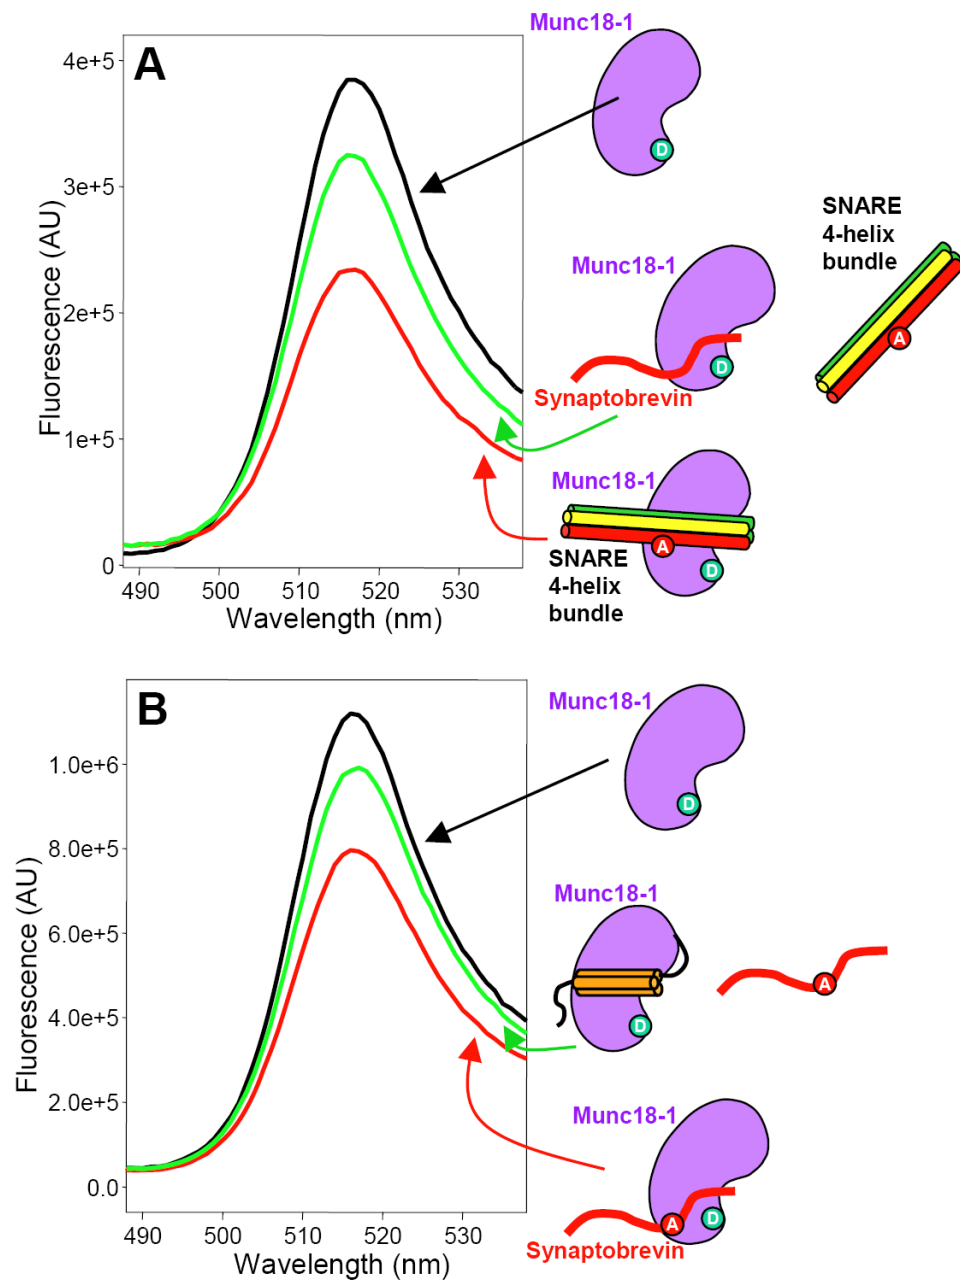 A
Fluorescence (AU)
4e+5
3e+5
2e+5
1e+5
0
490
500
510
520
530
Wavelength (nm)
Munc18-1
D
Munc18-1
D
Synaptobrevin
SNARE
4-helix
bundle
A
Munc18-1
A
D
SNARE
4-helix
bundle
B
Fluorescence (AU)
1.0e+6
8.0e+5
6.0e+5
4.0e+5
2.0e+5
0.0
490
500
510
520
530
Wavelength (nm)
Munc18-1
D
Munc18-1
D
A
Munc18-1
A
D
Synaptobrevin